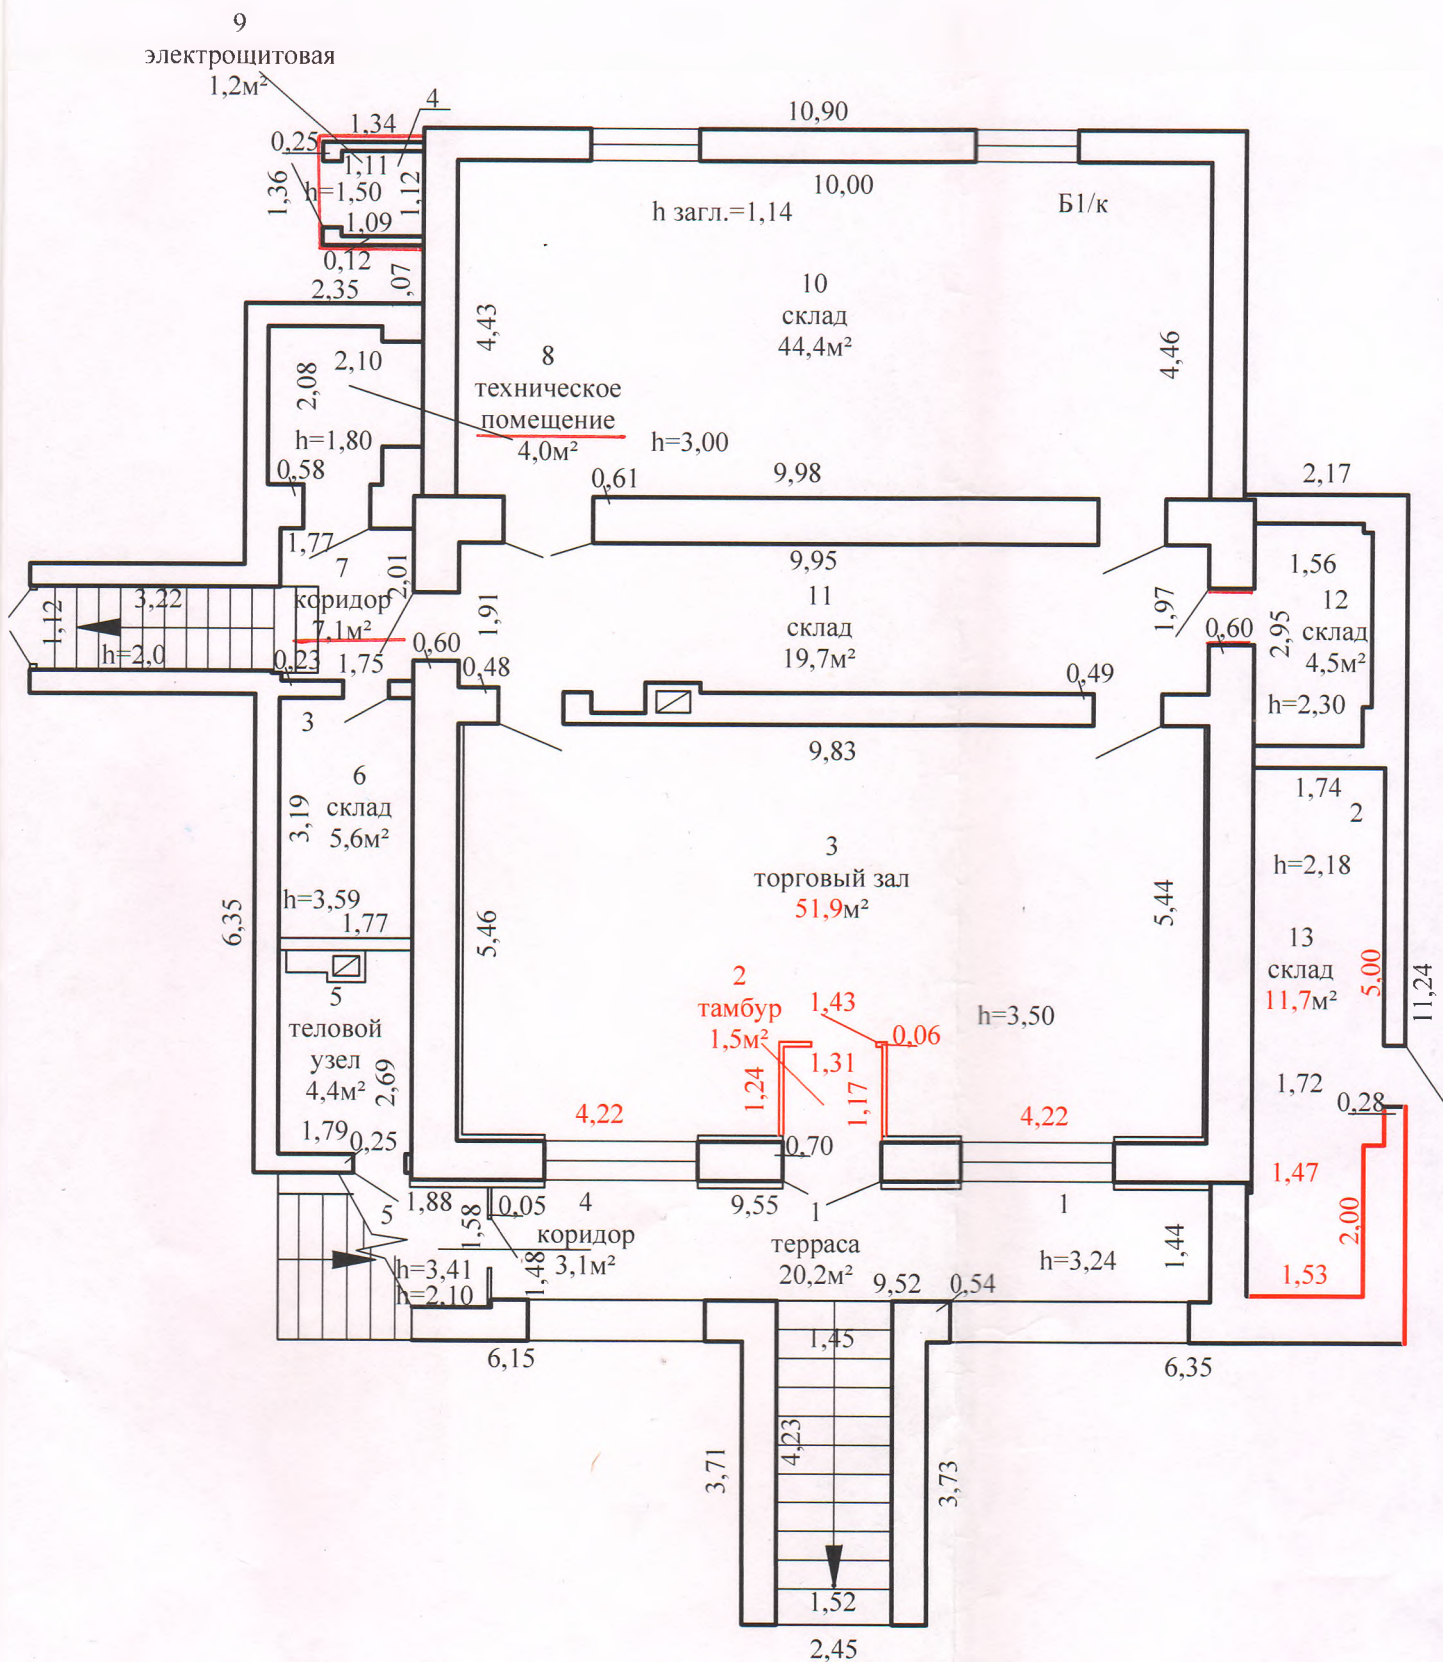 9
электрощитовая
1,2м²
4
1,34
10,90
0,25
1,11
1,36
h=1,50
1,12
10,00
Б1/к
h загл.=1,14
1,09
0,12
2,35
,07
10
склад
44,4м²
4,43
4,46
8
техническое
помещение
4,0м²
2,10
2,08
h=1,80
h=3,00
0,58
0,61
9,98
2,17
1,77
7
коридор
7,1м²
2,01
9,95
11
склад
19,7м²
1,91
1,97
1,56
12
склад
4,5м²
2,95
h=2,30
1,12
3,22
h=2,0
0,60
0,60
0,23
1,75
0,48
0,49
3
9,83
6
склад
5,6м²
3,19
h=3,59
1,77
6,35
1,74
2
h=2,18
3
торговый зал
51,9м²
5,46
5,44
13
склад
11,7м²
5,00
11,24
2
тамбур
1,5м²
1,43
0,06
h=3,50
1,31
1,24
1,17
5
теловой
узел
4,4м²
2,69
1,79
0,25
4,22
4,22
0,70
1,72
0,28
1,47
2,00
1,53
1,88
5
0,05
1,58
4
коридор
3,1м²
1,48
h=3,41
h=2,10
9,55
1
терраса
20,2м²
1
h=3,24
1,44
9,52
0,54
1,45
6,15
6,35
4,23
3,71
3,73
1,52
2,45